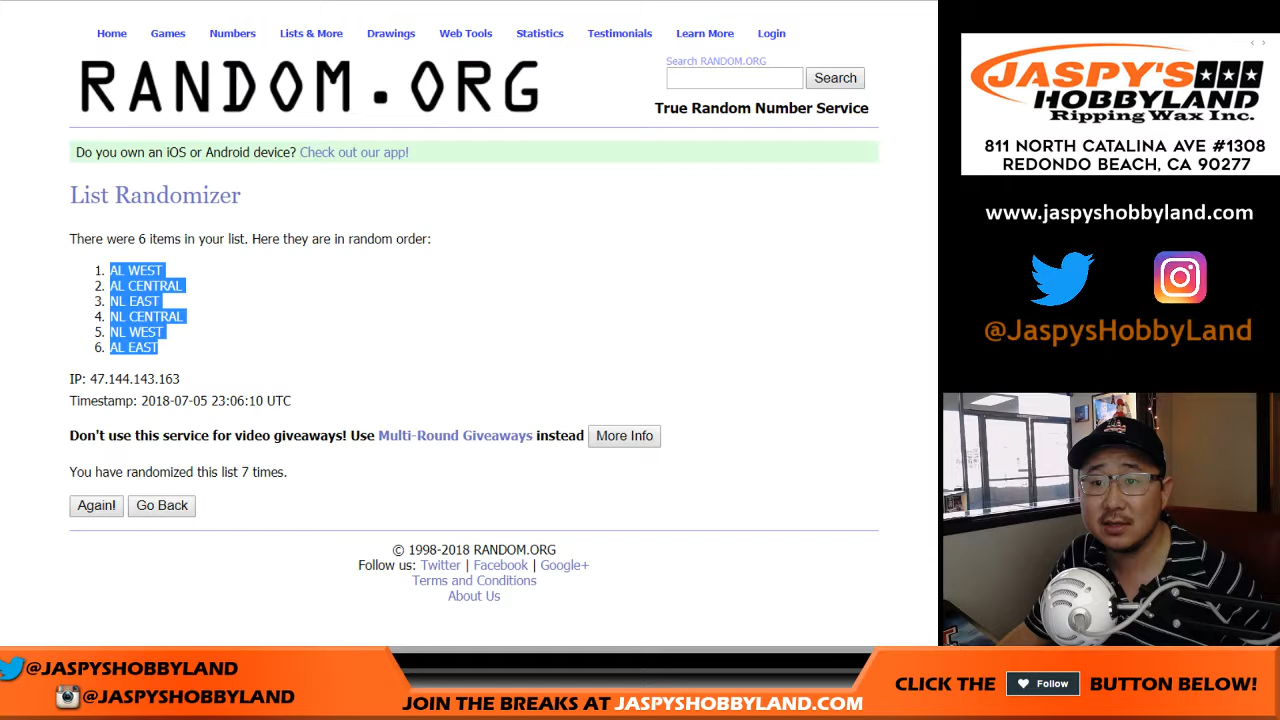 Home Games Numbers Lists & More Drawings Web Tools Statistics Testimonials Learn More Login
RANDOM.ORG
Search RANDOM.ORG
Search
True Random Number Service
Do you own an iOS or Android device? Check out our app!
List Randomizer
There were 6 items in your list. Here they are in random order:
1. AL WEST
2. AL CENTRAL
3. NL EAST
4. NL CENTRAL
5. NL WEST
6. AL EAST
IP: 47.144.143.163
Timestamp: 2018-07-05 23:06:10 UTC
Don't use this service for video giveaways! Use Multi-Round Giveaways instead More Info
You have randomized this list 7 times.
Again! Go Back
© 1998-2018 RANDOM.ORG
Follow us: Twitter | Facebook | Google+
Terms and Conditions
About Us
JASPY'S
HOBBYLAND
Ripping Wax Inc.
811 NORTH CATALINA AVE #1308
REDONDO BEACH, CA 90277
www.jaspyshobbyland.com
@JaspysHobbyLand
@JASPYSHOBBYLAND
@JASPYSHOBBYLAND
JOIN THE BREAKS AT JASPYSHOBBYLAND.COM
CLICK THE Follow BUTTON BELOW!